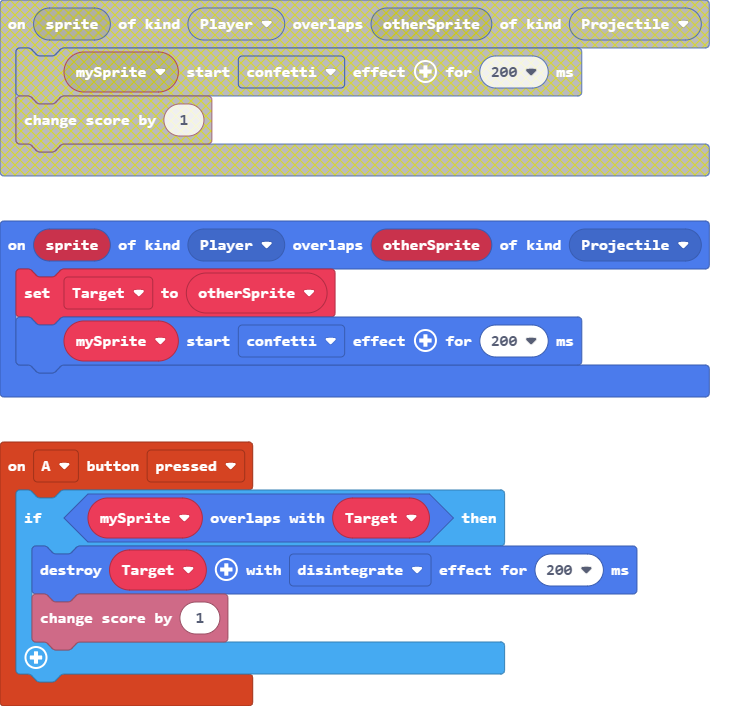 on sprite of kind Player overlaps otherSprite of kind Projectile
mySprite start confetti effect for 200 ms
change score by 1
on sprite of kind Player overlaps otherSprite of kind Projectile
set Target to otherSprite
mySprite start confetti effect for 200 ms
on A button pressed
if mySprite overlaps with Target then
destroy Target with disintegrate effect for 200 ms
change score by 1